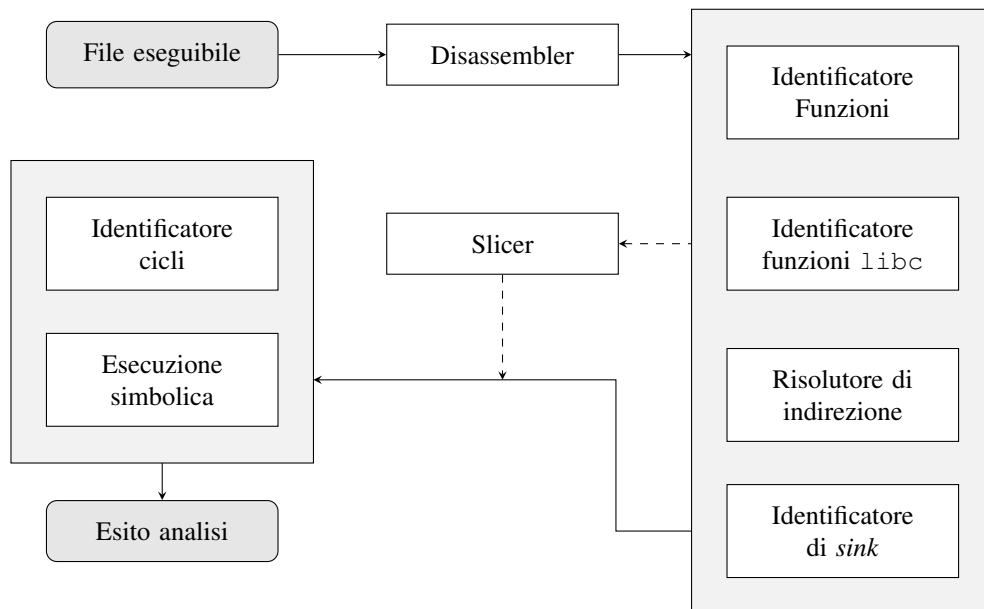 File eseguibile
Disassembler
Identificatore
Funzioni
Identificatore
cicli
Slicer
Identificatore
funzioni libc
Esecuzione
simbolica
Risolutore di
indirezione
Esito analisi
Identificatore
di sink